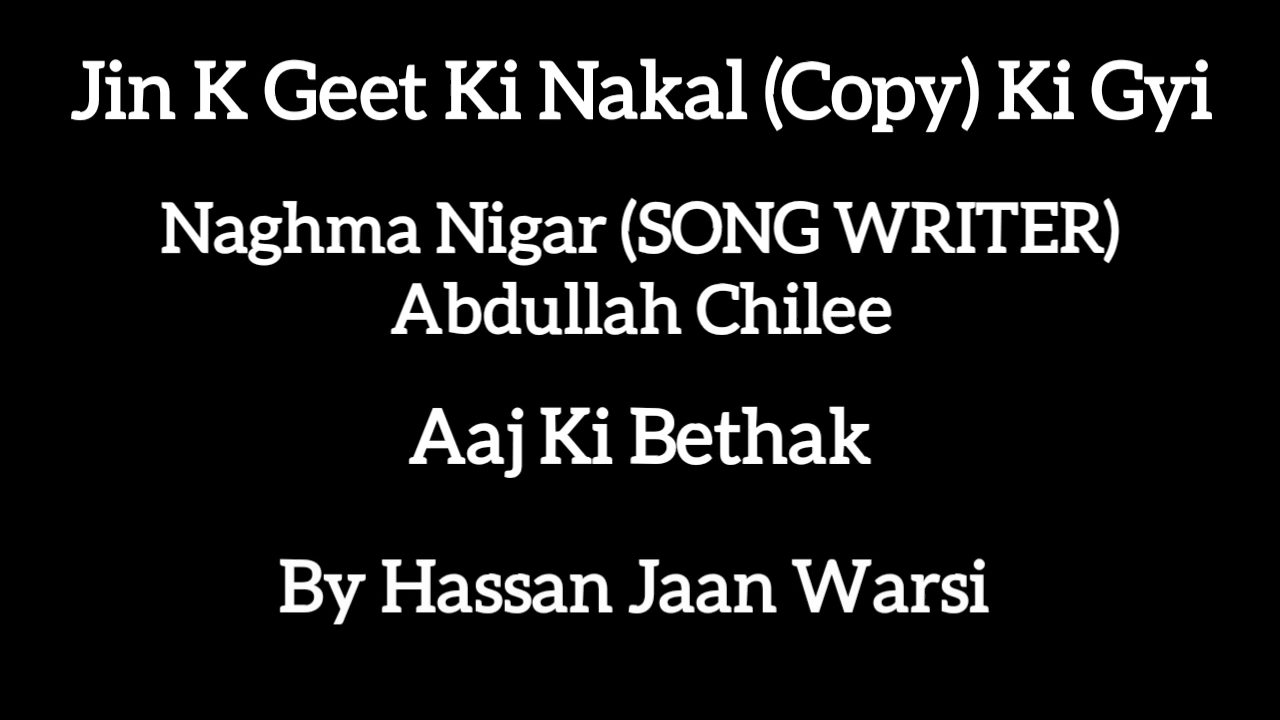 Jin K Geet Ki Nakal (Copy) Ki Gyi
Naghma Nigar (SONG WRITER)
Abdullah Chilee
Aaj Ki Bethak
By Hassan Jaan Warsi